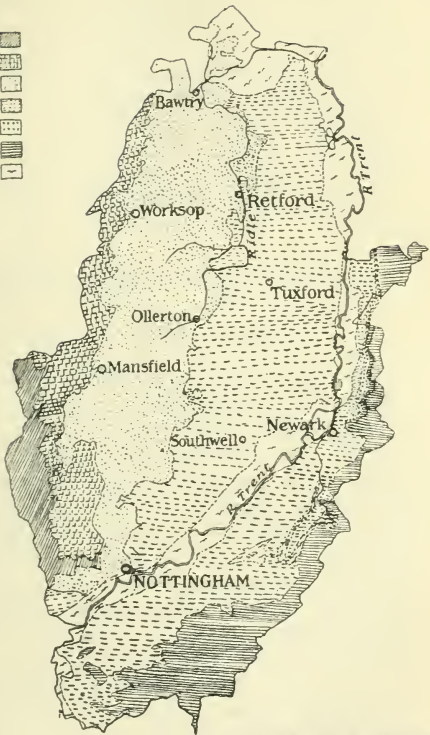 Bawtry
R Trent
Worksop
Retford
R Idle
Tuxford
Ollerton
Mansfield
Newark
Southwell
R Trent
NOTTINGHAM